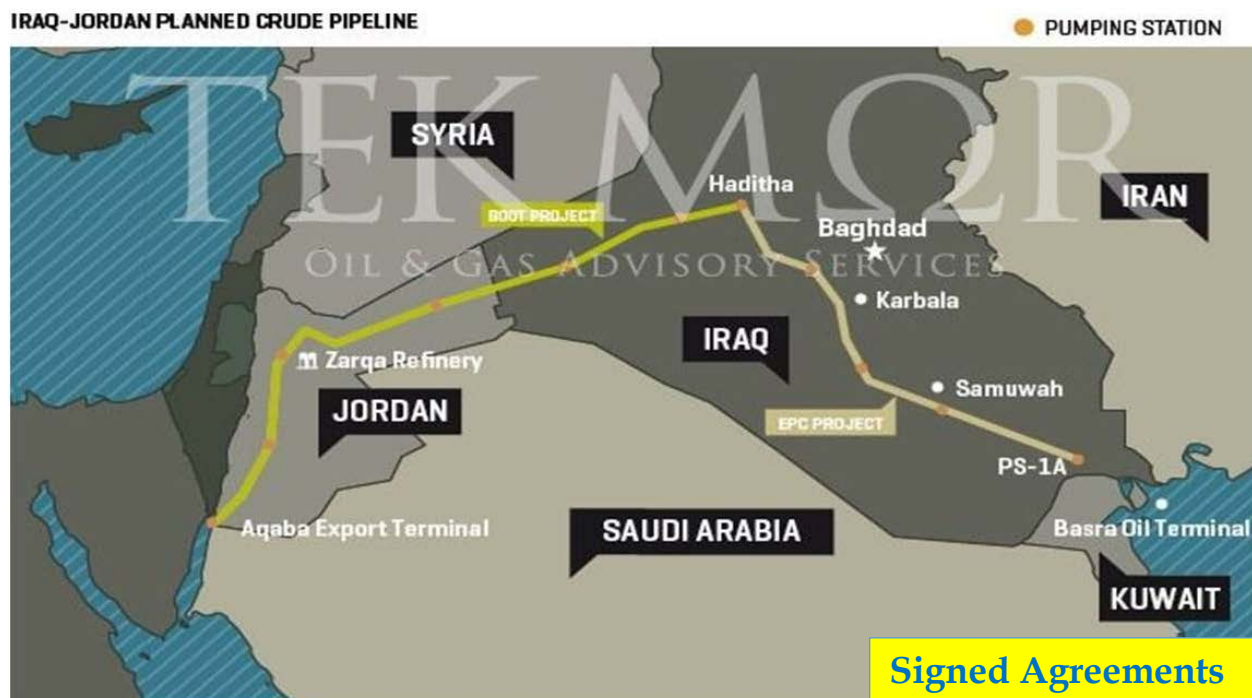 IRAQ-JORDAN PLANNED CRUDE PIPELINE
PUMPING STATION
TEKMΩR
OIL & GAS ADVISORY SERVICES
SYRIA
Haditha
IRAN
BOOT PROJECT
Baghdad
Karbala
IRAQ
Zarqa Refinery
JORDAN
Samuwah
EPC PROJECT
PS-1A
Aqaba Export Terminal
SAUDI ARABIA
Basra Oil Terminal
KUWAIT
Signed Agreements